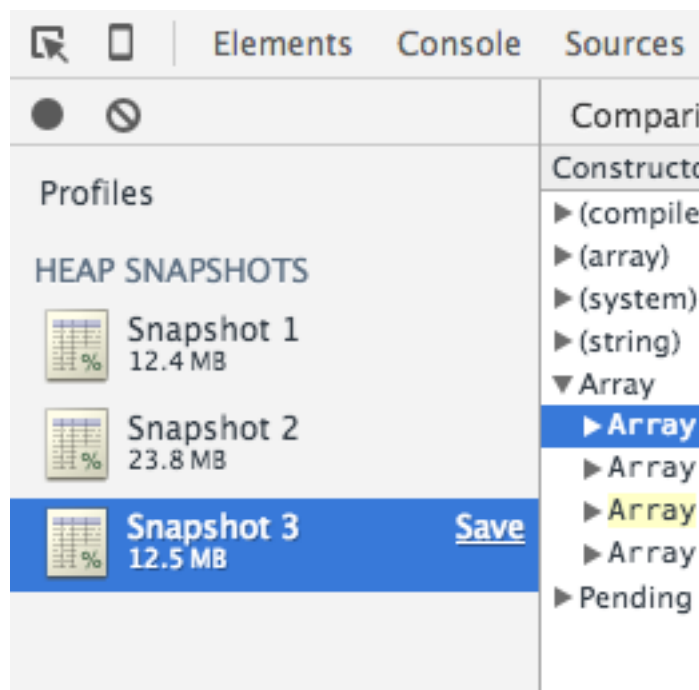 Elements Console Sources
Profiles
HEAP SNAPSHOTS
Snapshot 1
12.4 MB
Snapshot 2
23.8 MB
Snapshot 3 Save
12.5 MB
Compari
Constructo
(compile
(array)
(system)
(string)
Array
Array
Array
Array
Array
Pending